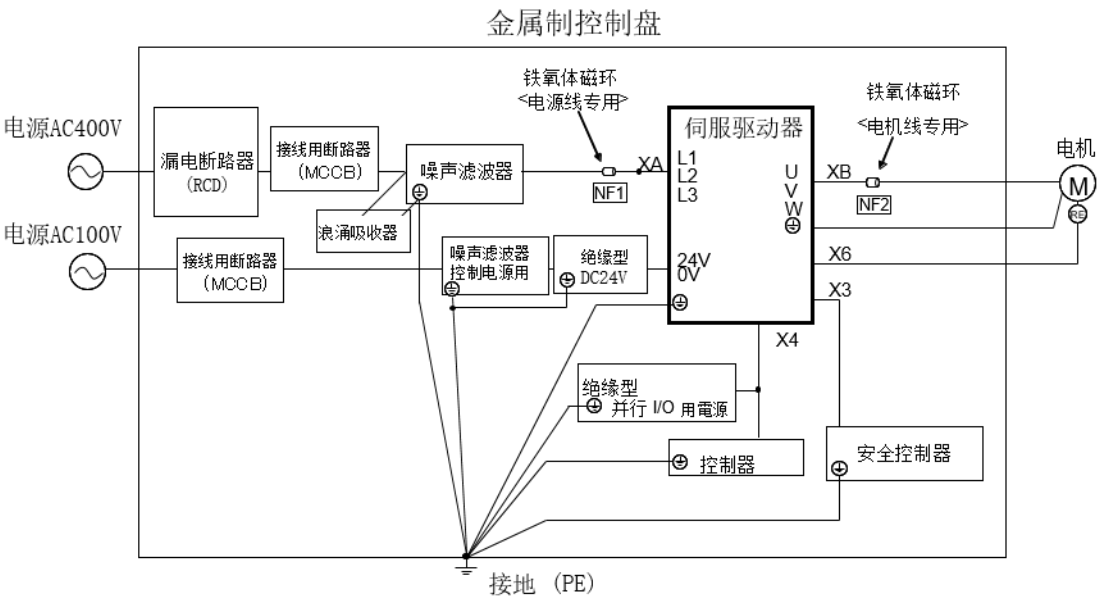 金属制控制盘
铁氧体磁环
<电源线专用>
铁氧体磁环
<电机线专用>
电源AC400V
漏电断路器
(RCD)
接线用断路器
(MCCB)
噪声滤波器
浪涌吸收器
NF1
XA
伺服驱动器
L1
L2
L3
U
V
W
XB
NF2
电机
M
RE
电源AC100V
接线用断路器
(MCCB)
噪声滤波器
控制电源用
绝缘型
DC24V
24V
0V
X6
X3
X4
绝缘型
并行 I/O 用電源
控制器
安全控制器
接地 (PE)